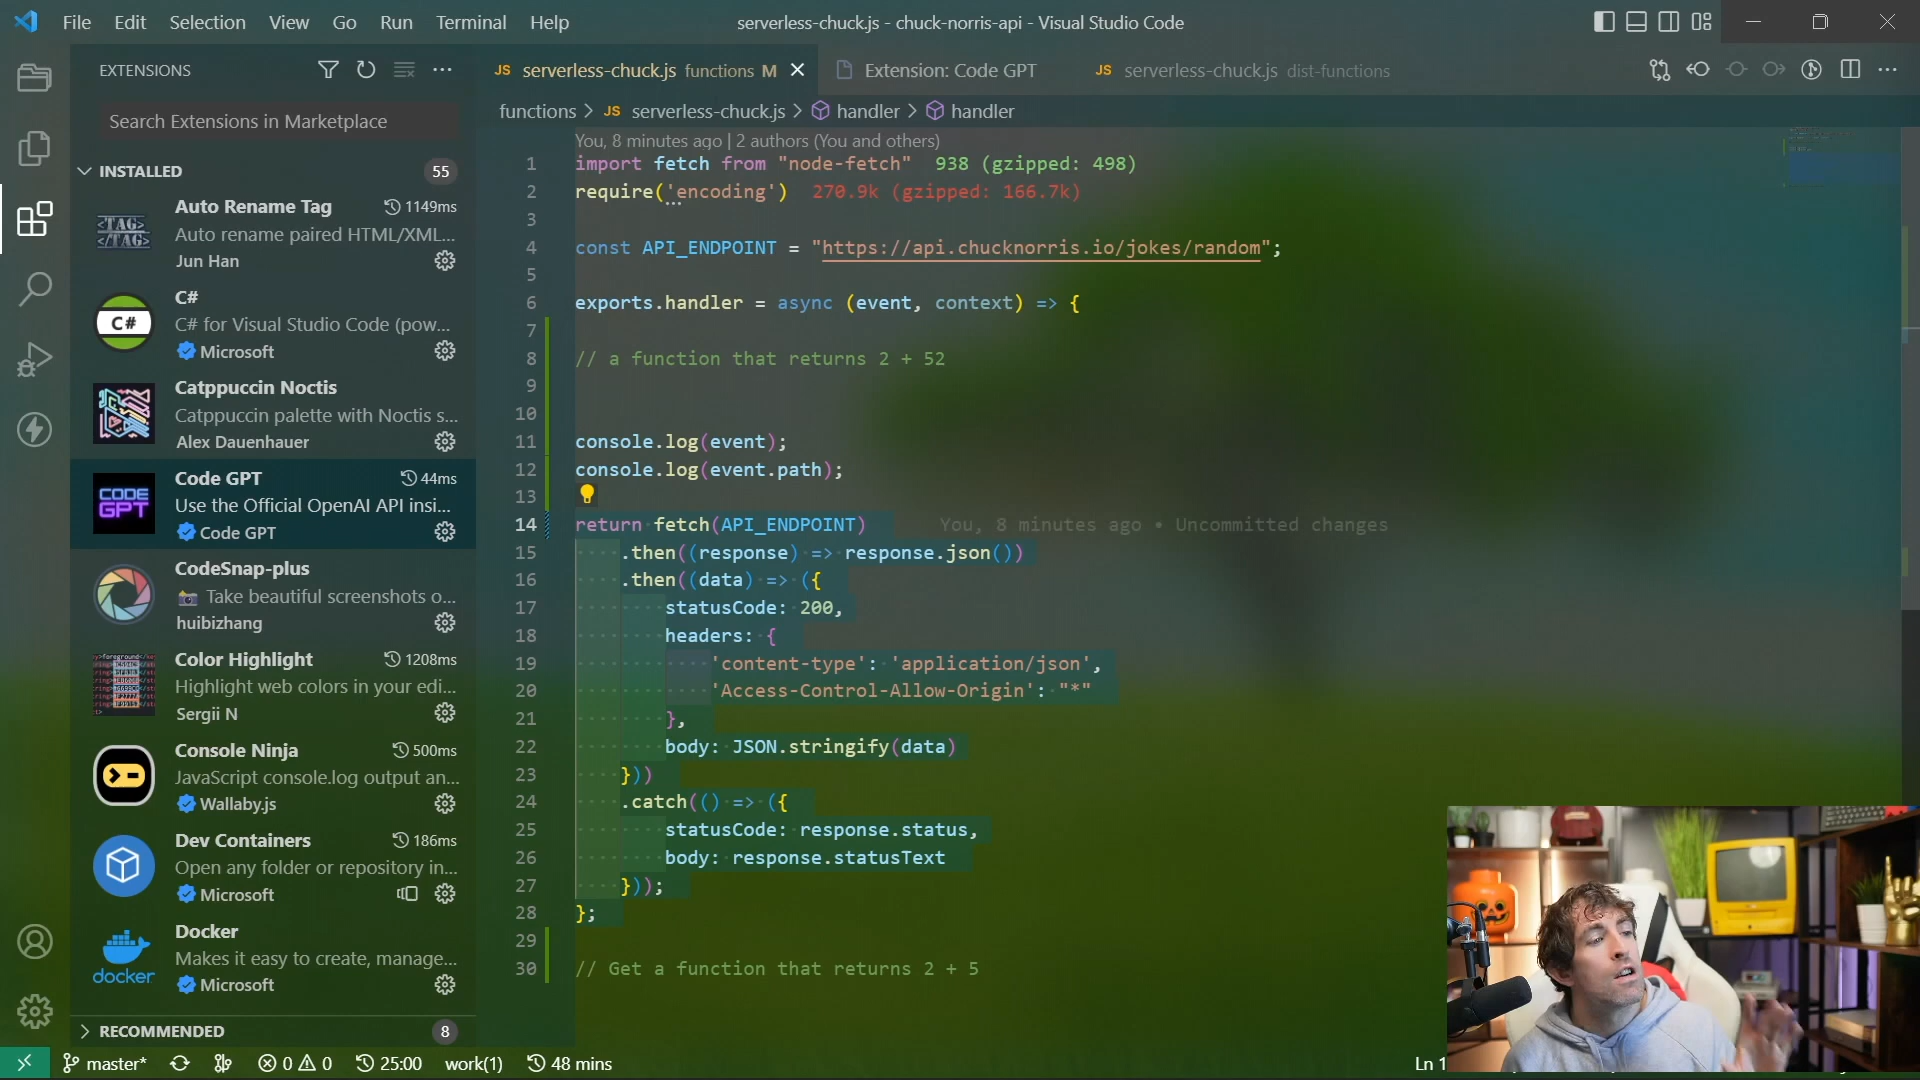 File Edit Selection View Go Run Terminal Help
serverless-chuck.js - chuck-norris-api - Visual Studio Code
EXTENSIONS
Search Extensions in Marketplace
INSTALLED 55
Auto Rename Tag 1149ms
Auto rename paired HTML/XML...
Jun Han
<TAG>
</TAG>
C#
C# for Visual Studio Code (pow...
Microsoft
C#
Catppuccin Noctis
Catppuccin palette with Noctis s...
Alex Dauenhauer
Code GPT 44ms
Use the Official OpenAI API insi...
Code GPT
CODE
GPT
CodeSnap-plus
Take beautiful screenshots o...
huibizhang
Color Highlight 1208ms
Highlight web colors in your edi...
Sergii N
Console Ninja 500ms
JavaScript console.log output an...
Wallaby.js
Dev Containers 186ms
Open any folder or repository in...
Microsoft
Docker
Makes it easy to create, manage...
Microsoft
docker
RECOMMENDED 8
JS serverless-chuck.js functions M
Extension: Code GPT
JS serverless-chuck.js dist-functions
functions > JS serverless-chuck.js > handler > handler
You, 8 minutes ago | 2 authors (You and others)
1 import fetch from "node-fetch" 938 (gzipped: 498)
2 require('encoding') 270.9k (gzipped: 166.7k)
3
4 const API_ENDPOINT = "https://api.chucknorris.io/jokes/random";
5
6 exports.handler = async (event, context) => {
7
8 // a function that returns 2 + 52
9
10
11 console.log(event);
12 console.log(event.path);
13
14 return fetch(API_ENDPOINT) You, 8 minutes ago • Uncommitted changes
15 .then((response) => response.json())
16 .then((data) => ({
17 statusCode: 200,
18 headers: {
19 'content-type': 'application/json',
20 'Access-Control-Allow-Origin': "*"
21 },
22 body: JSON.stringify(data)
23 }))
24 .catch(() => ({
25 statusCode: response.status,
26 body: response.statusText
27 }));
28 };
29
30 // Get a function that returns 2 + 5
master* 0 0 25:00 work(1) 48 mins
Ln 1